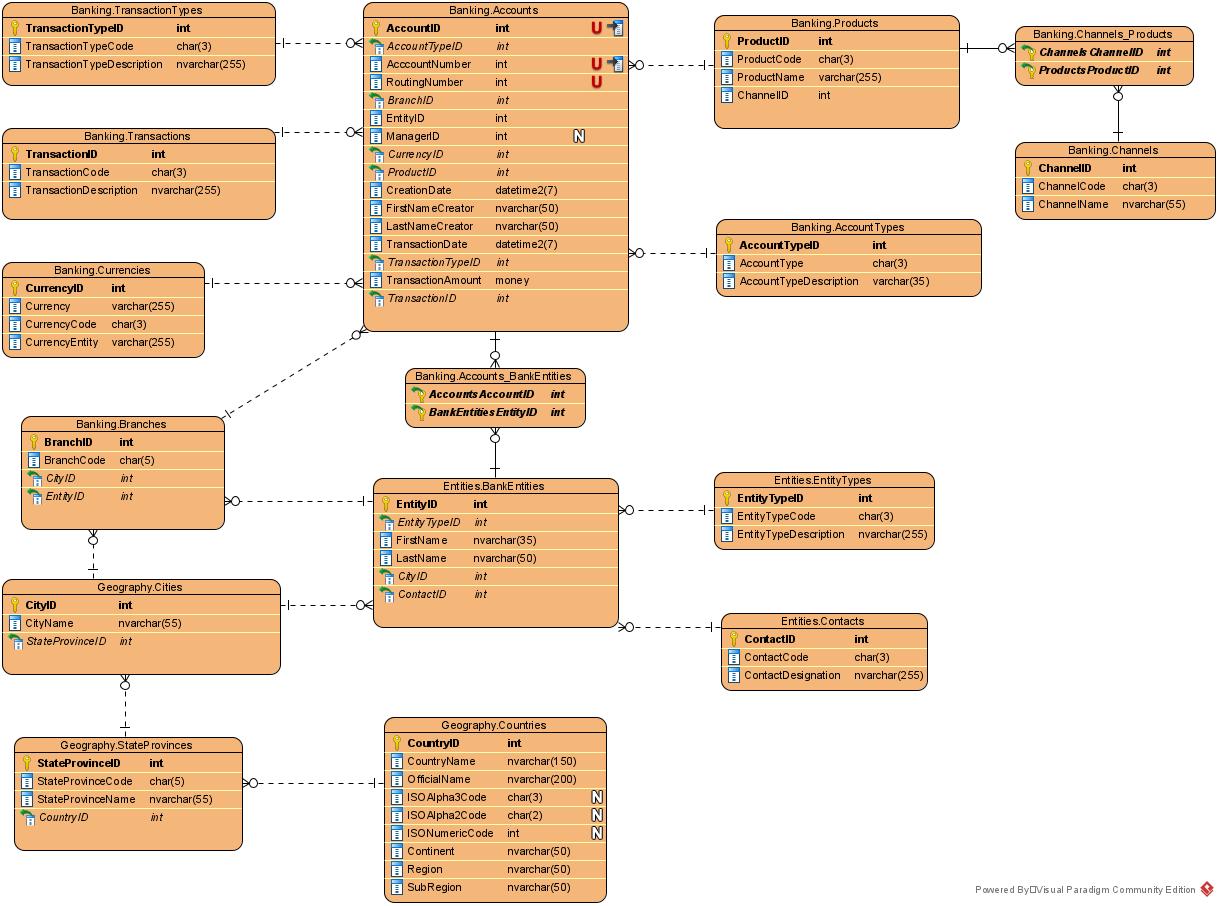 Banking.TransactionTypes
TransactionTypeID int
TransactionTypeCode char(3)
TransactionTypeDescription nvarchar(255)
Banking.Transactions
TransactionID int
TransactionCode char(3)
TransactionDescription nvarchar(255)
Banking.Currencies
CurrencyID int
Currency varchar(255)
CurrencyCode char(3)
CurrencyEntity varchar(255)
Banking.Accounts
AccountID int U
AccountTypeID int
AcccountNumber int U
RoutingNumber int U
BranchID int
EntityID int
ManagerID int N
CurrencyID int
ProductID int
CreationDate datetime2(7)
FirstNameCreator nvarchar(50)
LastNameCreator nvarchar(50)
TransactionDate datetime2(7)
TransactionTypeID int
TransactionAmount money
TransactionID int
Banking.Products
ProductID int
ProductCode char(3)
ProductName varchar(255)
ChannelID int
Banking.Channels_Products
Channels ChannelID int
ProductsProductID int
Banking.Channels
ChannelID int
ChannelCode char(3)
ChannelName nvarchar(55)
Banking.AccountTypes
AccountTypeID int
AccountType char(3)
AccountTypeDescription varchar(35)
Banking.Accounts_BankEntities
AccountsAccountID int
BankEntitiesEntityID int
Banking.Branches
BranchID int
BranchCode char(5)
CityID int
EntityID int
Entities.BankEntities
EntityID int
EntityTypeID int
FirstName nvarchar(35)
LastName nvarchar(50)
CityID int
ContactID int
Entities.EntityTypes
EntityTypeID int
EntityTypeCode char(3)
EntityTypeDescription nvarchar(255)
Geography.Cities
CityID int
CityName nvarchar(55)
StateProvinceID int
Entities.Contacts
ContactID int
ContactCode char(3)
ContactDesignation nvarchar(255)
Geography.StateProvinces
StateProvinceID int
StateProvinceCode char(5)
StateProvinceName nvarchar(55)
CountryID int
Geography.Countries
CountryID int
CountryName nvarchar(150)
OfficialName nvarchar(200)
ISOAlpha3Code char(3) N
ISOAlpha2Code char(2) N
ISONumericCode int N
Continent nvarchar(50)
Region nvarchar(50)
SubRegion nvarchar(50)
Powered By□Visual Paradigm Community Edition